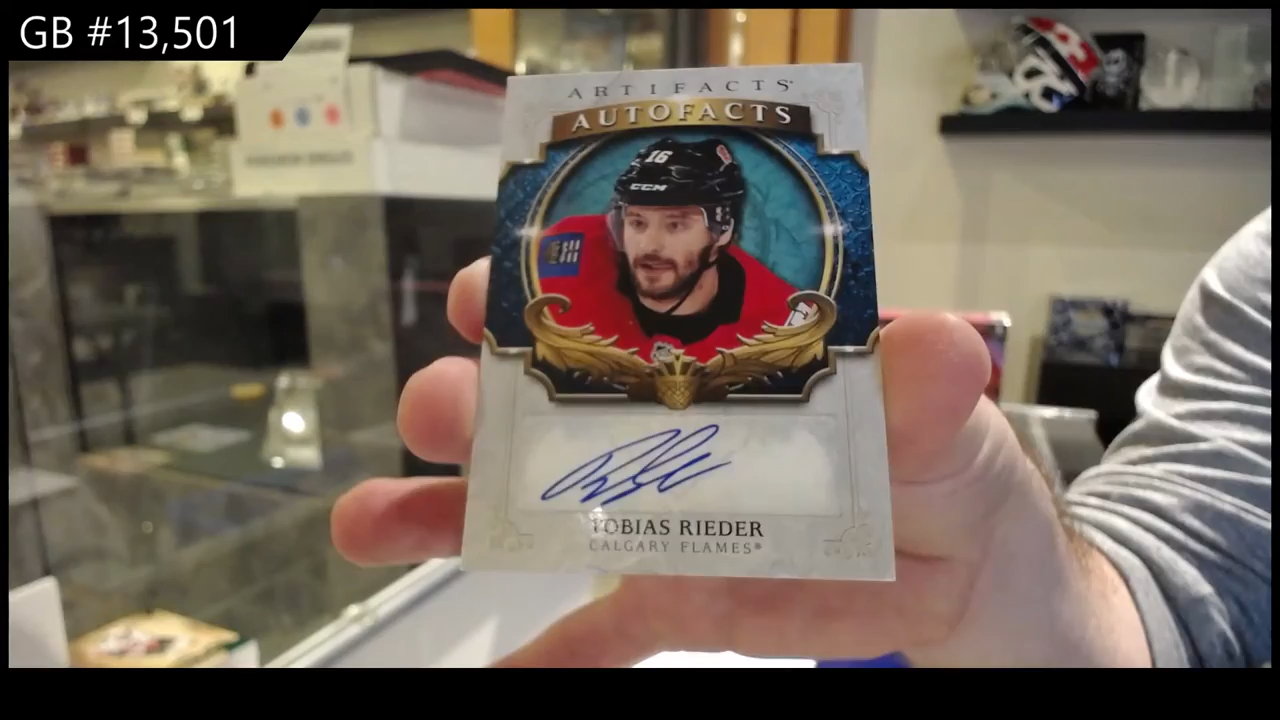 GB #13,501
ARTIFACTS
AUTOFACTS
16
CCM
TOBIAS RIEDER
CALGARY FLAMES®